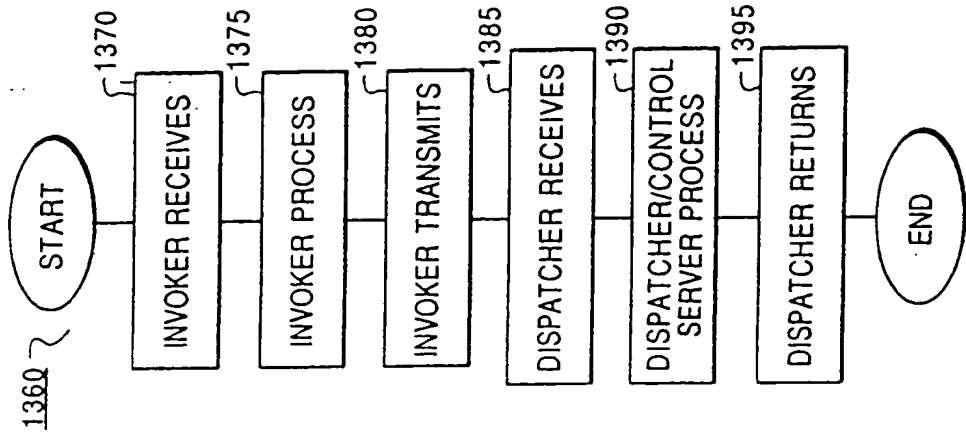 1360
START
1370
INVOKER RECEIVES
1375
INVOKER PROCESS
1380
INVOKER TRANSMITS
1385
DISPATCHER RECEIVES
1390
DISPATCHER/CONTROL
SERVER PROCESS
1395
DISPATCHER RETURNS
END